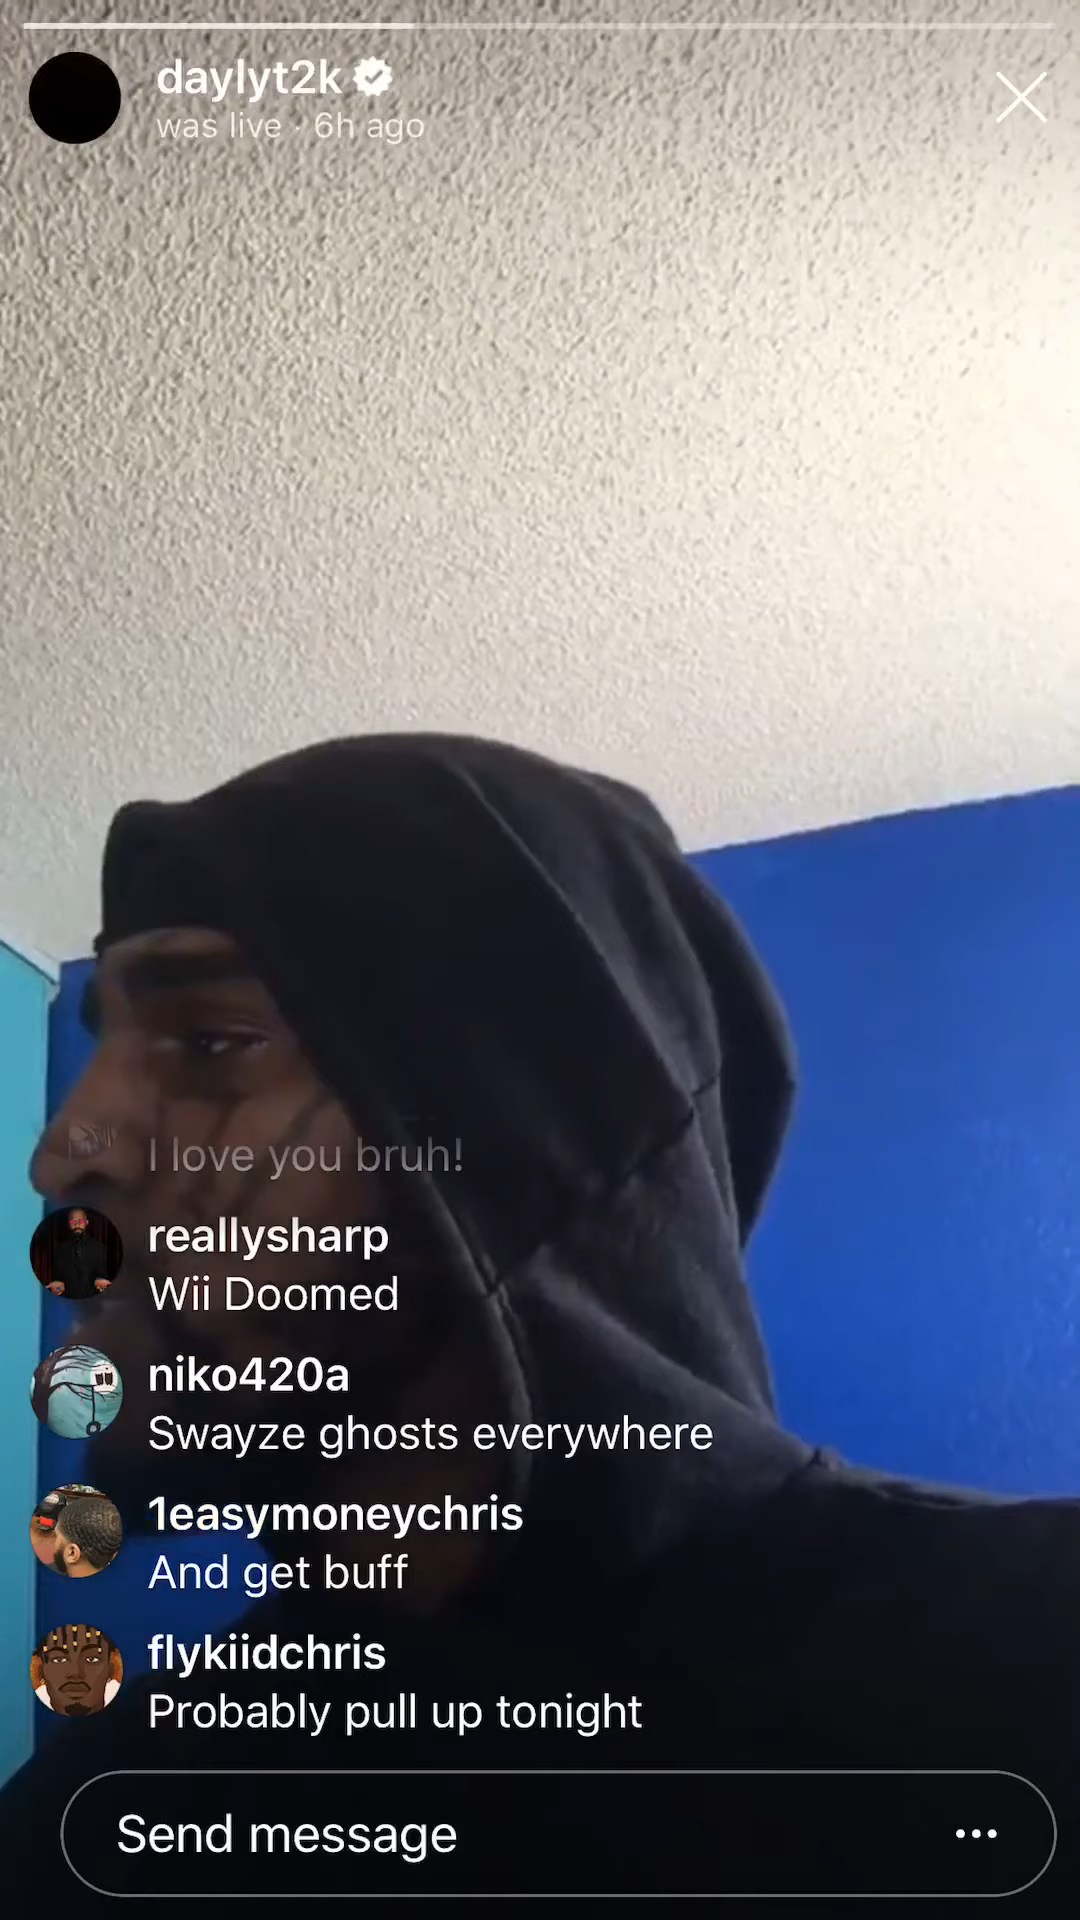 daylyt2k
was live · 6h ago
I love you bruh!
reallysharp
Wii Doomed
niko420a
Swayze ghosts everywhere
1easymoneychris
And get buff
flykiidchris
Probably pull up tonight
Send message